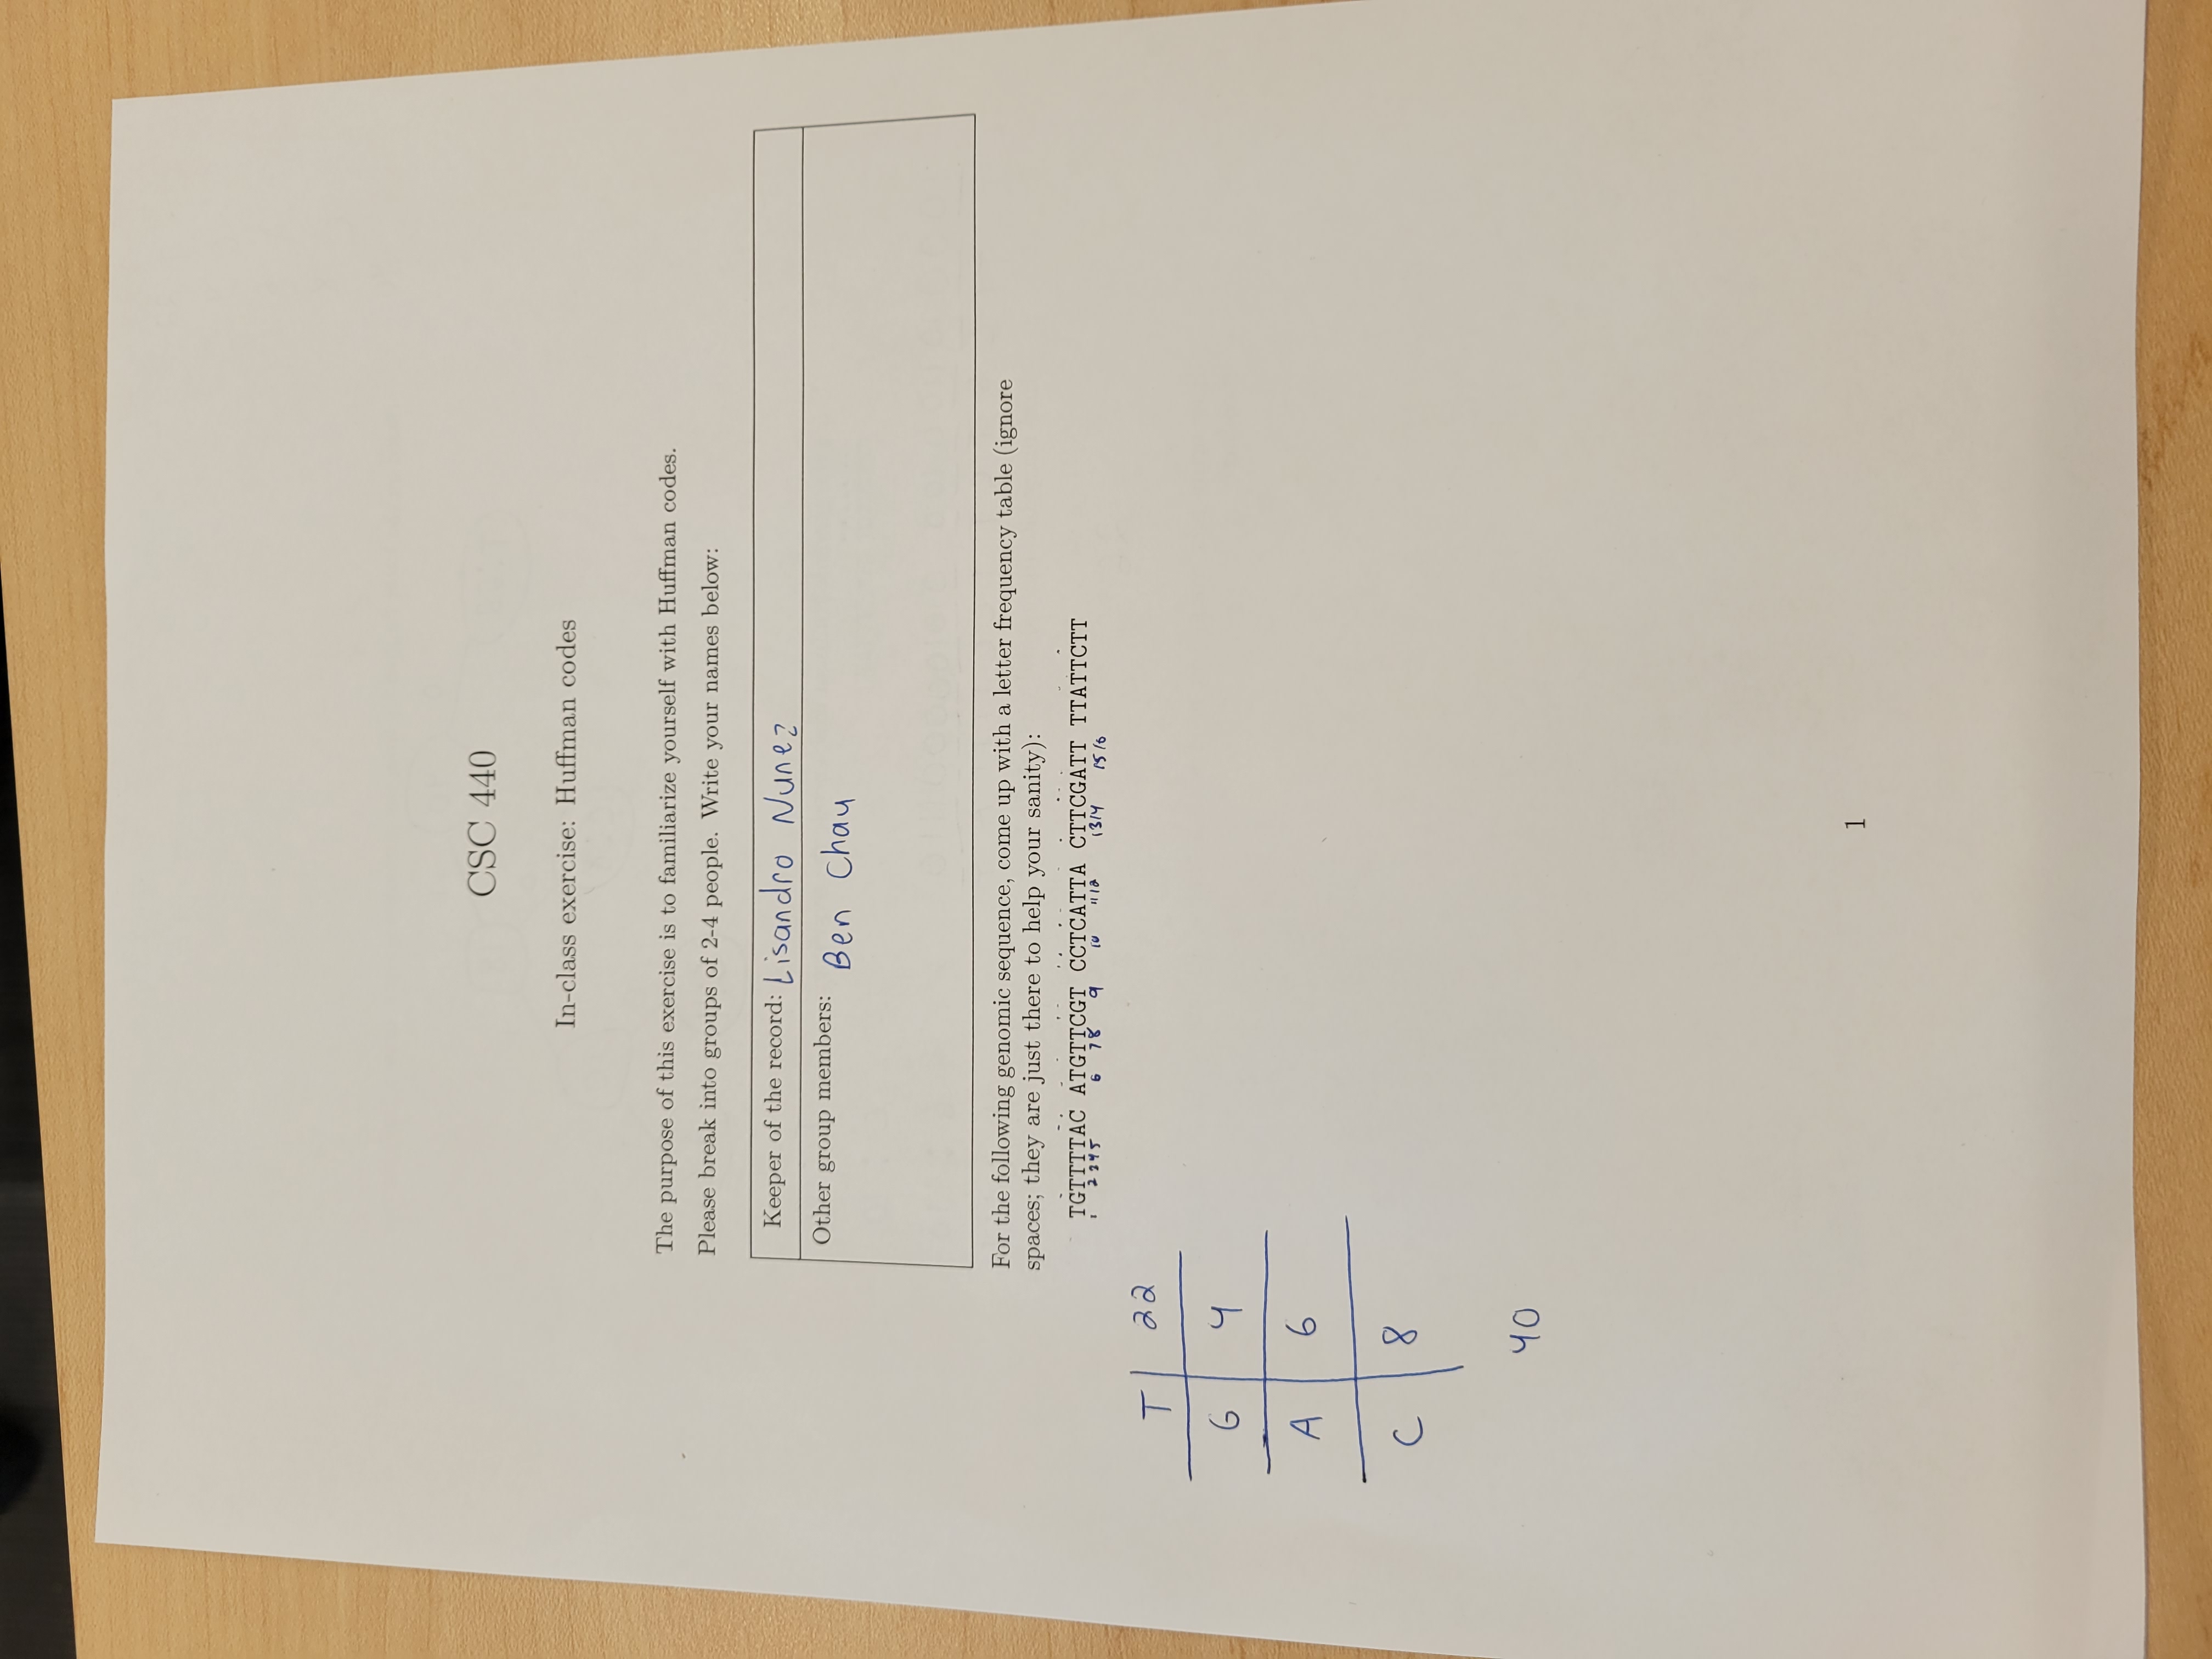 CSC 440
In-class exercise: Huffman codes
The purpose of this exercise is to familiarize yourself with Huffman codes.
Please break into groups of 2-4 people. Write your names below:
Keeper of the record: Lisandro Nunez
Other group members: Ben Chau
For the following genomic sequence, come up with a letter frequency table (ignore
spaces; they are just there to help your sanity):
TGTTTTAC ATGTTCGT CCTCATTA CTTCGATT TTATTCTT
1 2 3 4 5 6 7 8 9 10 11 12 13 14 15 16
T 22
G 4
A 6
C 8
40
1